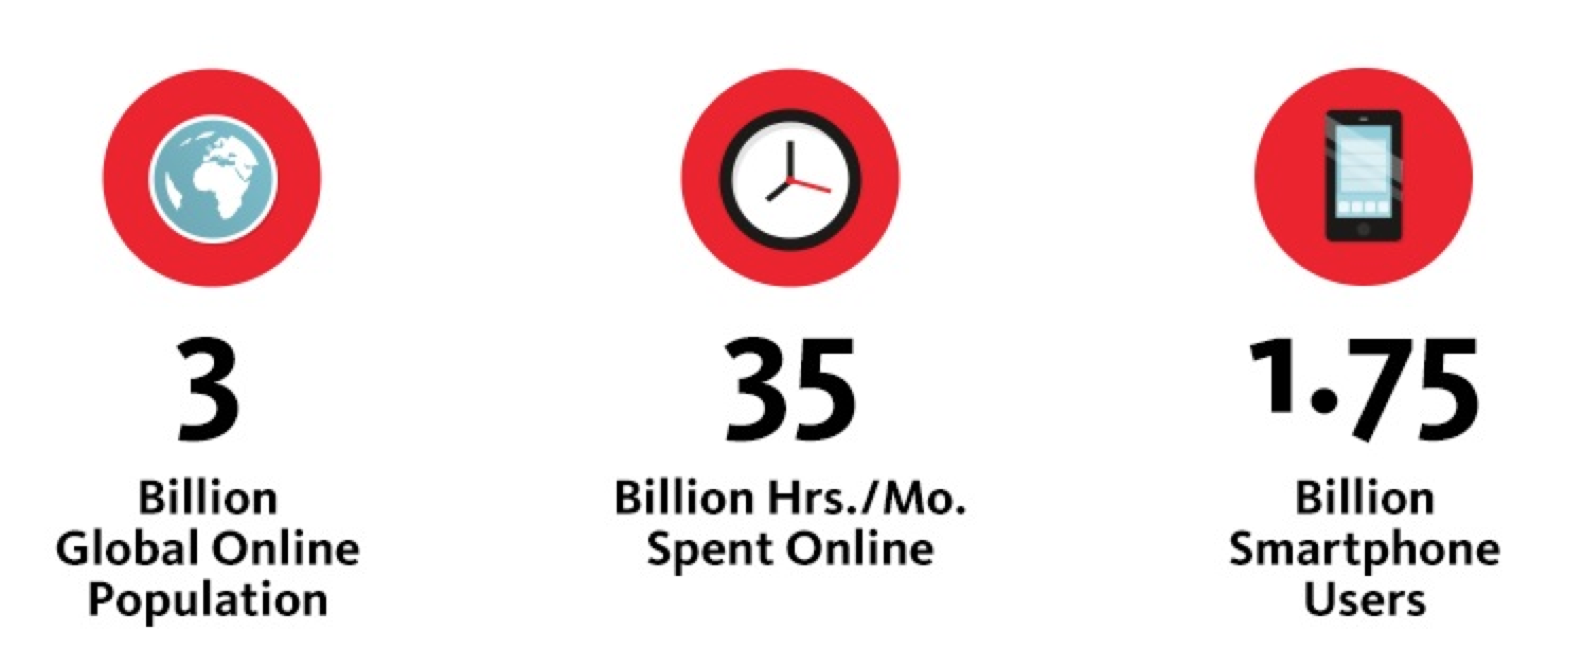 3
Billion
Global Online
Population
35
Billion Hrs./Mo.
Spent Online
1.75
Billion
Smartphone
Users